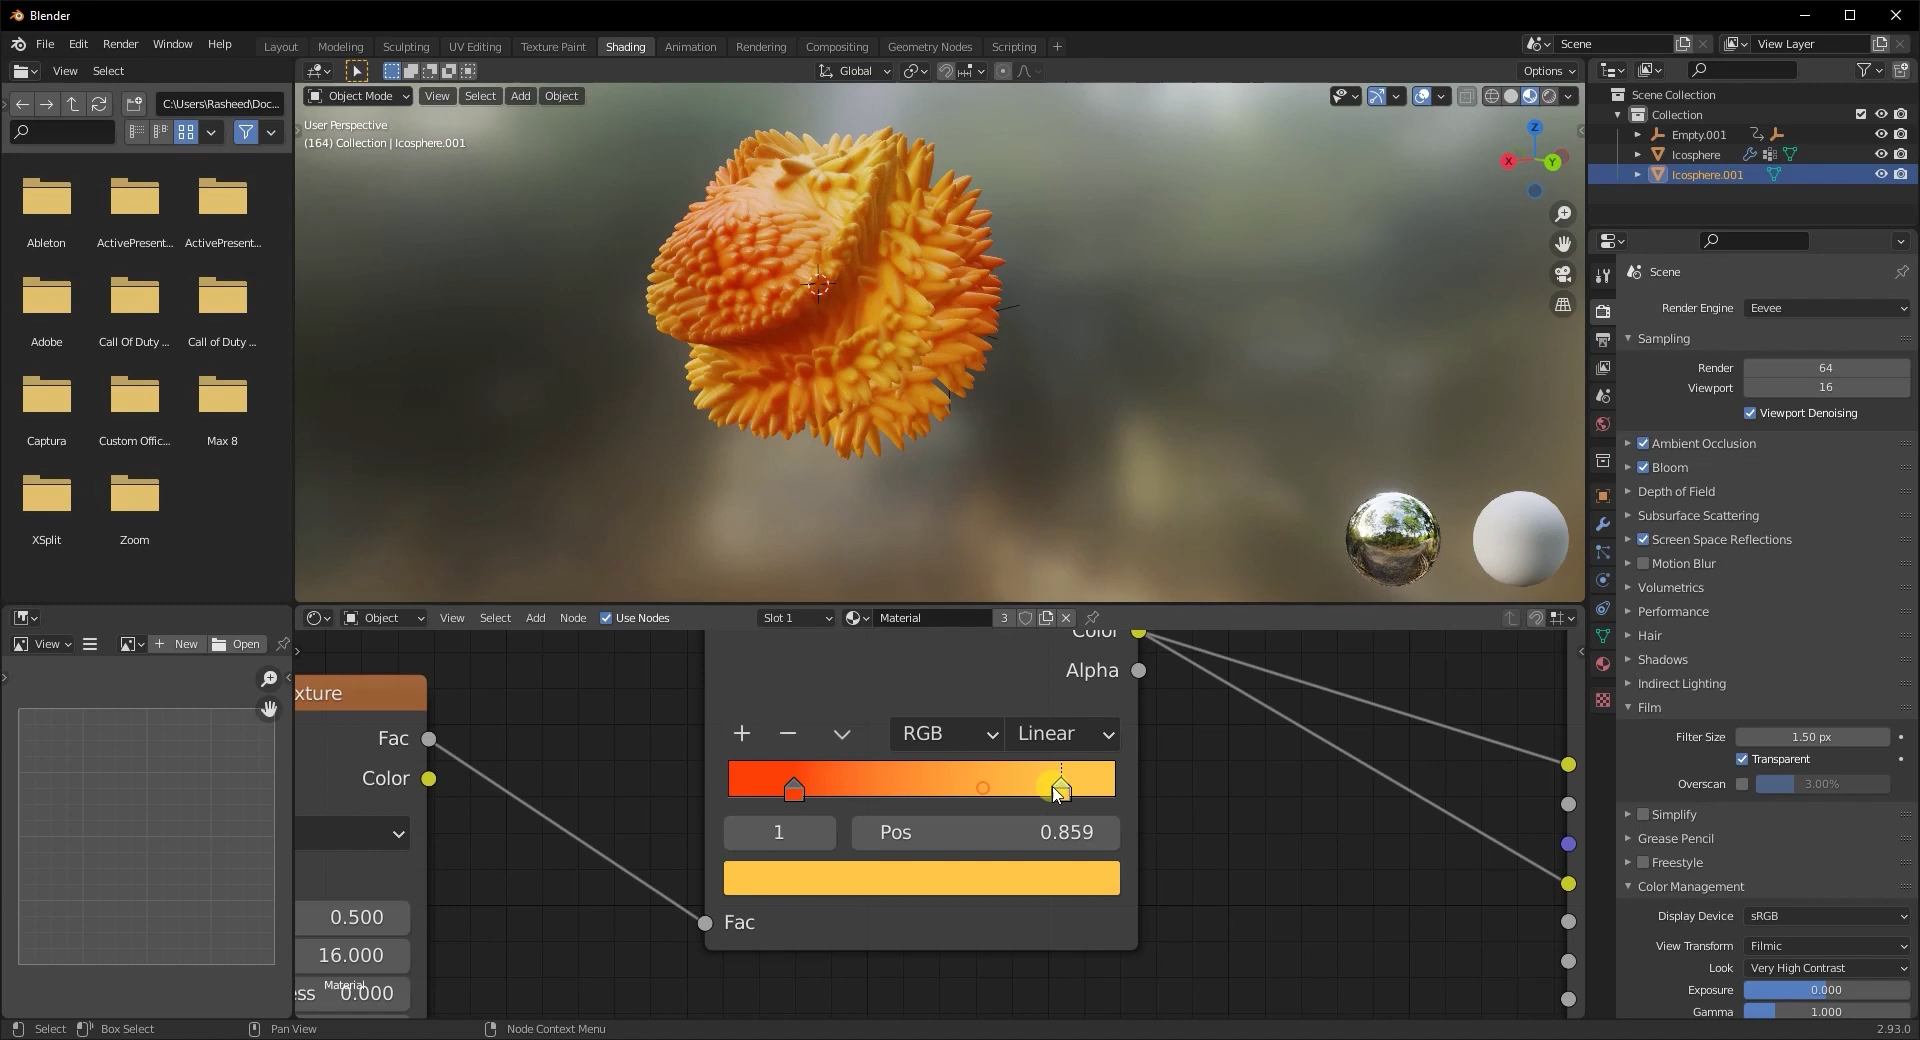 Blender
File Edit Render Window Help
Layout Modeling Sculpting UV Editing Texture Paint Shading Animation Rendering Compositing Geometry Nodes Scripting +
Scene
View Layer
View Select
Global
Options
C:\Users\Rasheed\Doc...
Object Mode View Select Add Object
User Perspective
(164) Collection | Icosphere.001
Z
X
Y
Ableton
ActivePresent...
ActivePresent...
Adobe
Call Of Duty ...
Call of Duty ...
Captura
Custom Offic...
Max 8
XSplit
Zoom
Scene Collection
Collection
Empty.001
Icosphere
Icosphere.001
Scene
Render Engine Eevee
Sampling
Render 64
Viewport 16
Viewport Denoising
Ambient Occlusion
Bloom
Depth of Field
Subsurface Scattering
Screen Space Reflections
Motion Blur
Volumetrics
Performance
Hair
Shadows
Indirect Lighting
Film
Filter Size 1.50 px
Transparent
Overscan 3.00%
Simplify
Grease Pencil
Freestyle
Color Management
Display Device sRGB
View Transform Filmic
Look Very High Contrast
Exposure 0.000
Gamma 1.000
View
New
Open
Object View Select Add Node Use Nodes
Slot 1
Material 3
xture
Fac
Color
0.500
16.000
ess 0.000
Material
Color
Alpha
RGB Linear
1
Pos 0.859
Fac
Select
Box Select
Pan View
Node Context Menu
2.93.0